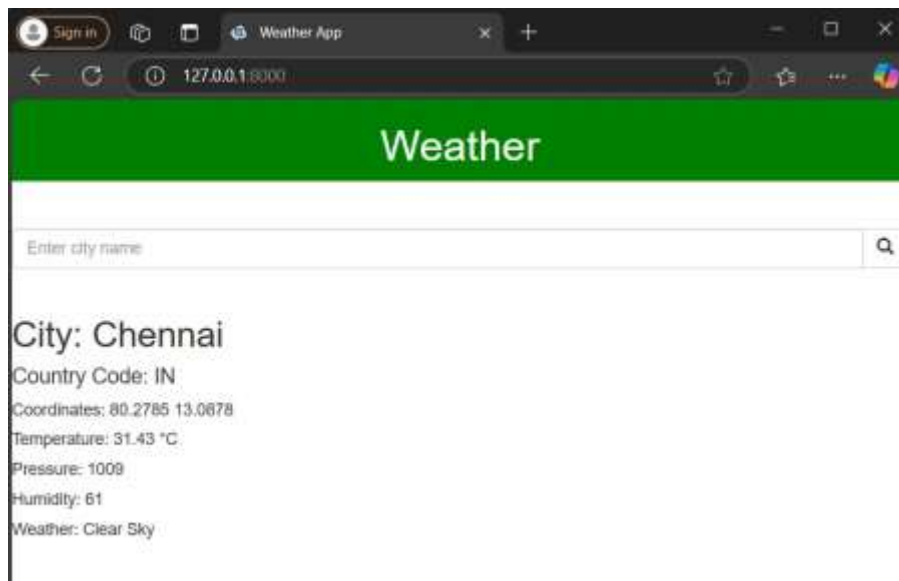 Sign in
Weather App
127.0.0.1:8000
Weather
Enter city name
City: Chennai
Country Code: IN
Coordinates: 80.2785 13.0878
Temperature: 31.43 °C
Pressure: 1009
Humidity: 61
Weather: Clear Sky